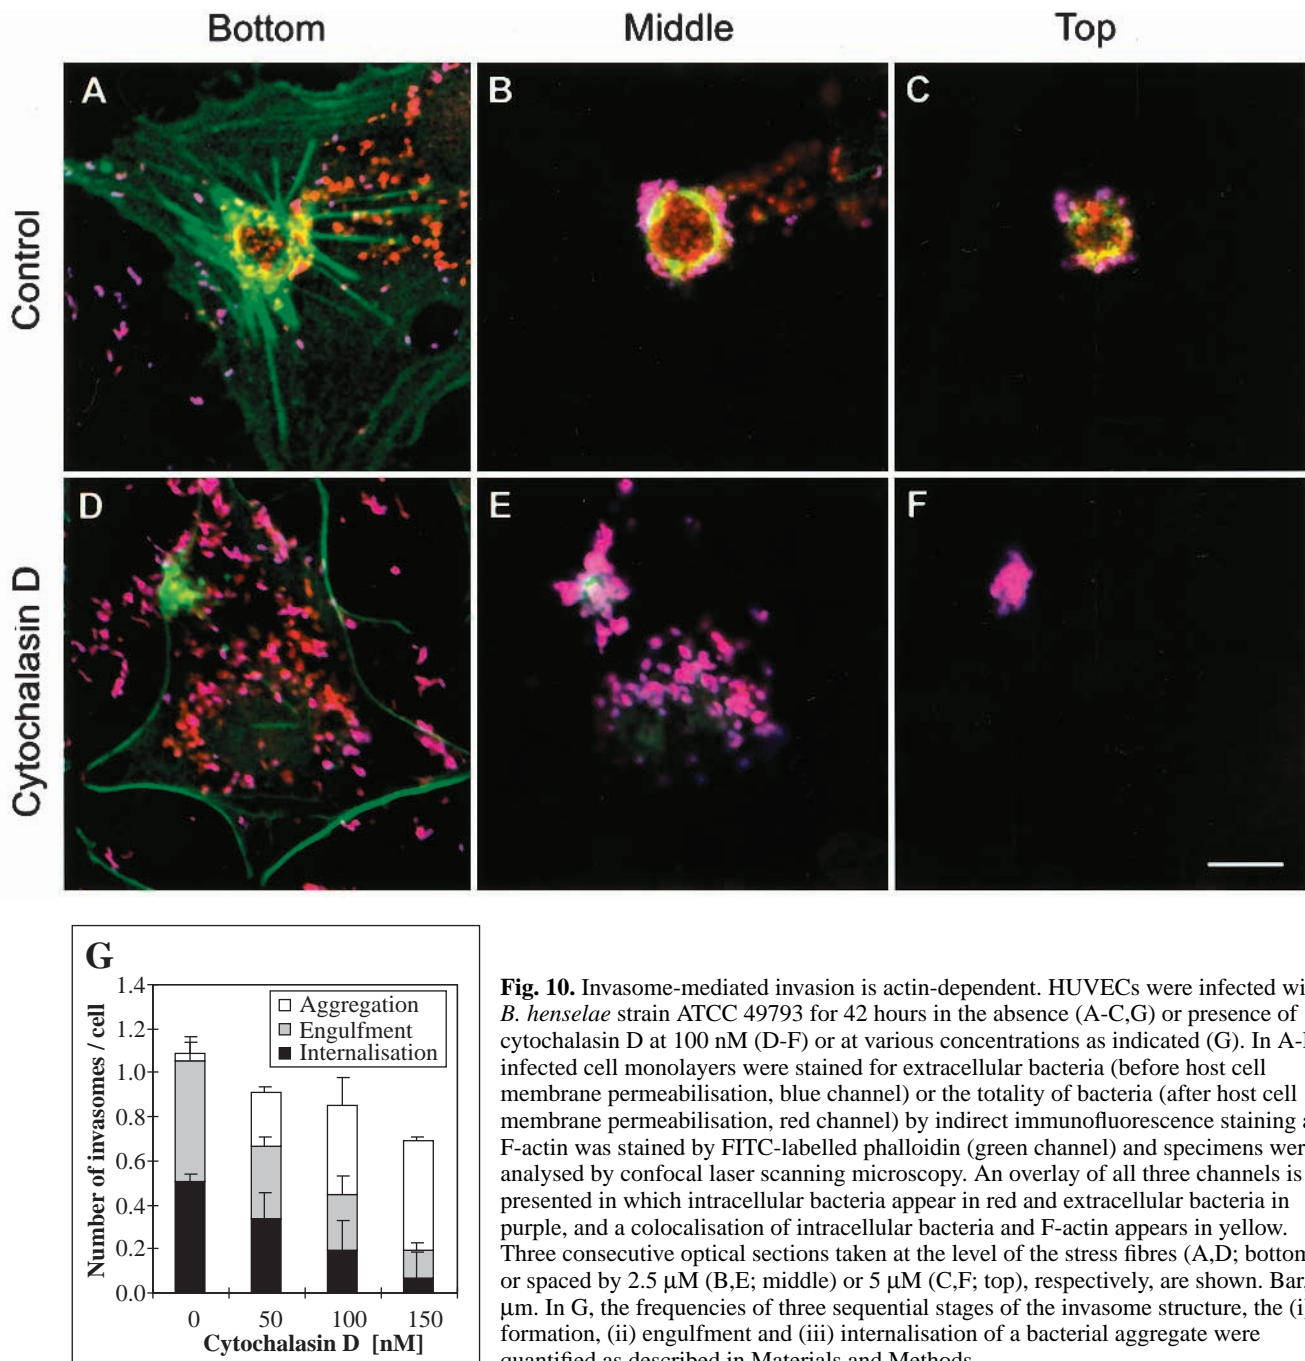 Bottom Middle Top
Control
A B C
Cytochalasin D
D E F
G
Number of invasomes / cell
1.4
1.2
1.0
0.8
0.6
0.4
0.2
0.0
Aggregation
Engulfment
Internalisation
0 50 100 150
Cytochalasin D [nM]
Fig. 10. Invasome-mediated invasion is actin-dependent. HUVECs were infected
B. henselae strain ATCC 49793 for 42 hours in the absence (A-C,G) or presence of
cytochalasin D at 100 nM (D-F) or at various concentrations as indicated (G). In
infected cell monolayers were stained for extracellular bacteria (before host cell
membrane permeabilisation, blue channel) or the totality of bacteria (after host cell
membrane permeabilisation, red channel) by indirect immunofluorescence staining
F-actin was stained by FITC-labelled phalloidin (green channel) and specimens were
analysed by confocal laser scanning microscopy. An overlay of all three channels is
presented in which intracellular bacteria appear in red and extracellular bacteria in
purple, and a colocalisation of intracellular bacteria and F-actin appears in yellow.
Three consecutive optical sections taken at the level of the stress fibres (A,D; bottom
or spaced by 2.5 μM (B,E; middle) or 5 μM (C,F; top), respectively, are shown. Bar,
μm. In G, the frequencies of three sequential stages of the invasome structure, the (i
formation, (ii) engulfment and (iii) internalisation of a bacterial aggregate were
quantified as described in Materials and Methods